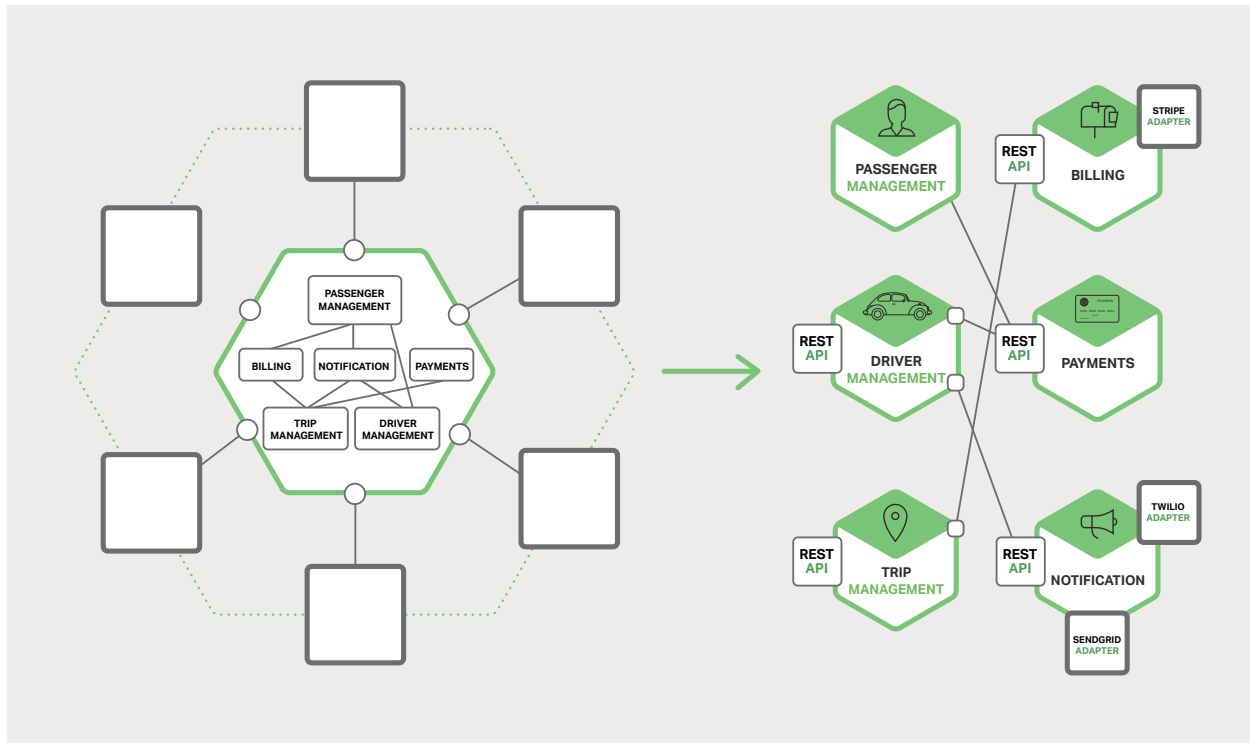 PASSENGER
MANAGEMENT
BILLING
NOTIFICATION
PAYMENTS
TRIP
MANAGEMENT
DRIVER
MANAGEMENT
PASSENGER
MANAGEMENT
REST
API
BILLING
STRIPE
ADAPTER
REST
API
DRIVER
MANAGEMENT
REST
API
PAYMENTS
REST
API
TRIP
MANAGEMENT
REST
API
NOTIFICATION
TWILIO
ADAPTER
SENDGRID
ADAPTER